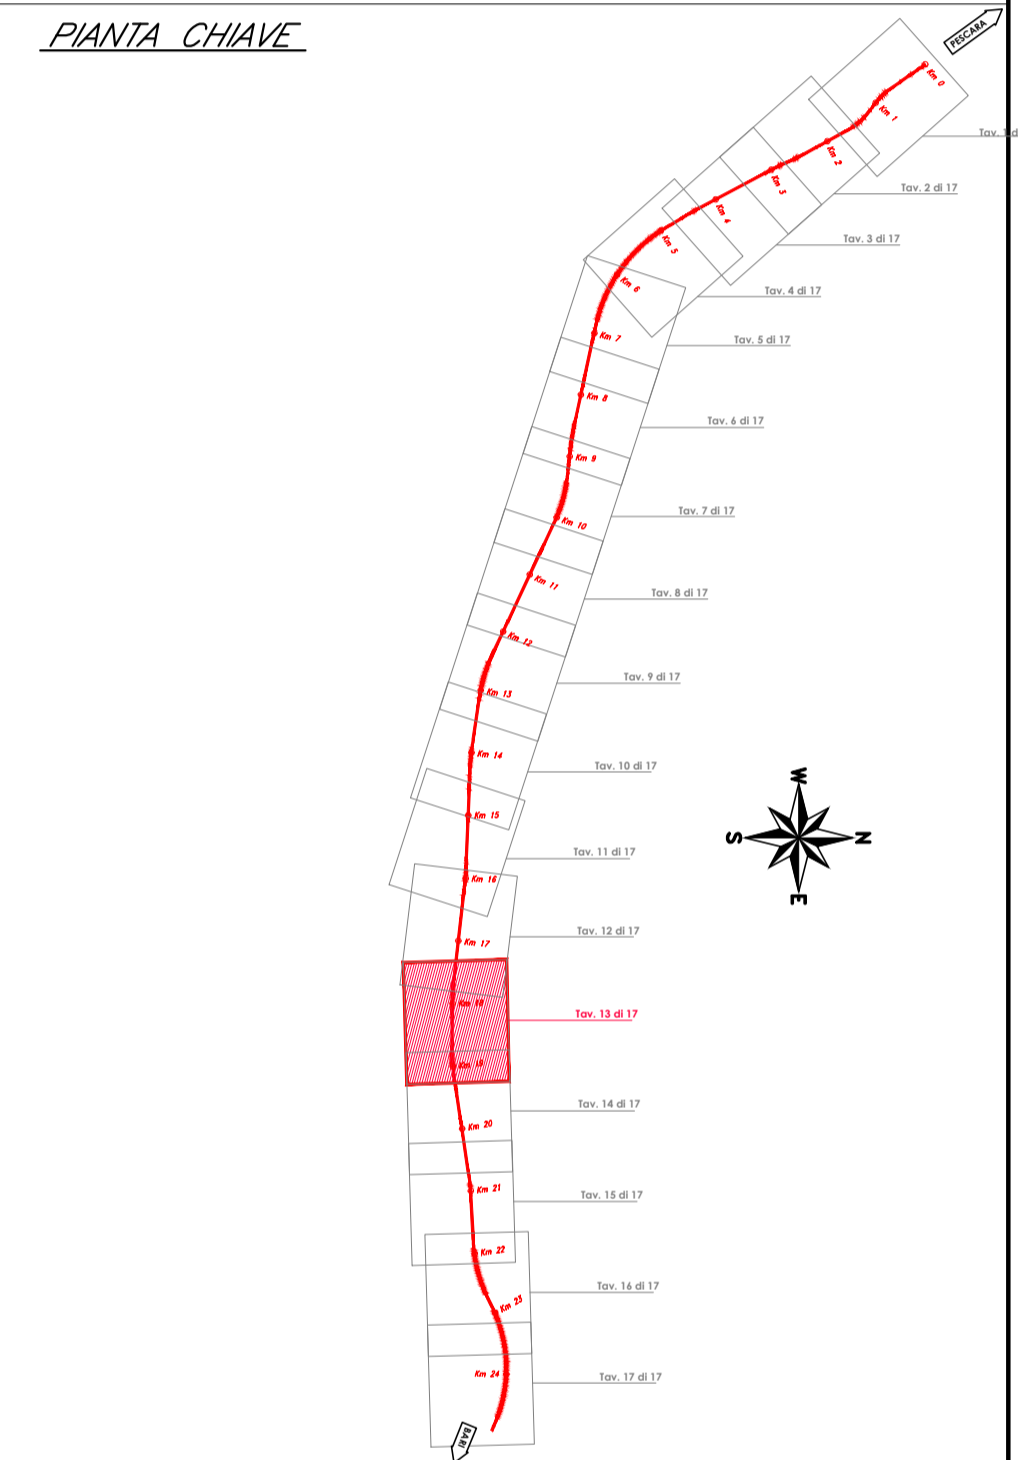 PIANTA CHIAVE
PESCARA
Km 0
Km 1
Tav. 1 d
Km 2
Km 3
Tav. 2 di 17
Km 4
Km 5
Tav. 3 di 17
Km 6
Tav. 4 di 17
Km 7
Tav. 5 di 17
Km 8
Tav. 6 di 17
Km 9
Km 10
Tav. 7 di 17
Km 11
Tav. 8 di 17
Km 12
Tav. 9 di 17
Km 13
Km 14
Tav. 10 di 17
W
S
N
E
Km 15
Tav. 11 di 17
Km 16
Tav. 12 di 17
Km 17
Km 18
Tav. 13 di 17
Km 19
Tav. 14 di 17
Km 20
Km 21
Tav. 15 di 17
Km 22
Tav. 16 di 17
Km 23
Km 24
Tav. 17 di 17
BARI